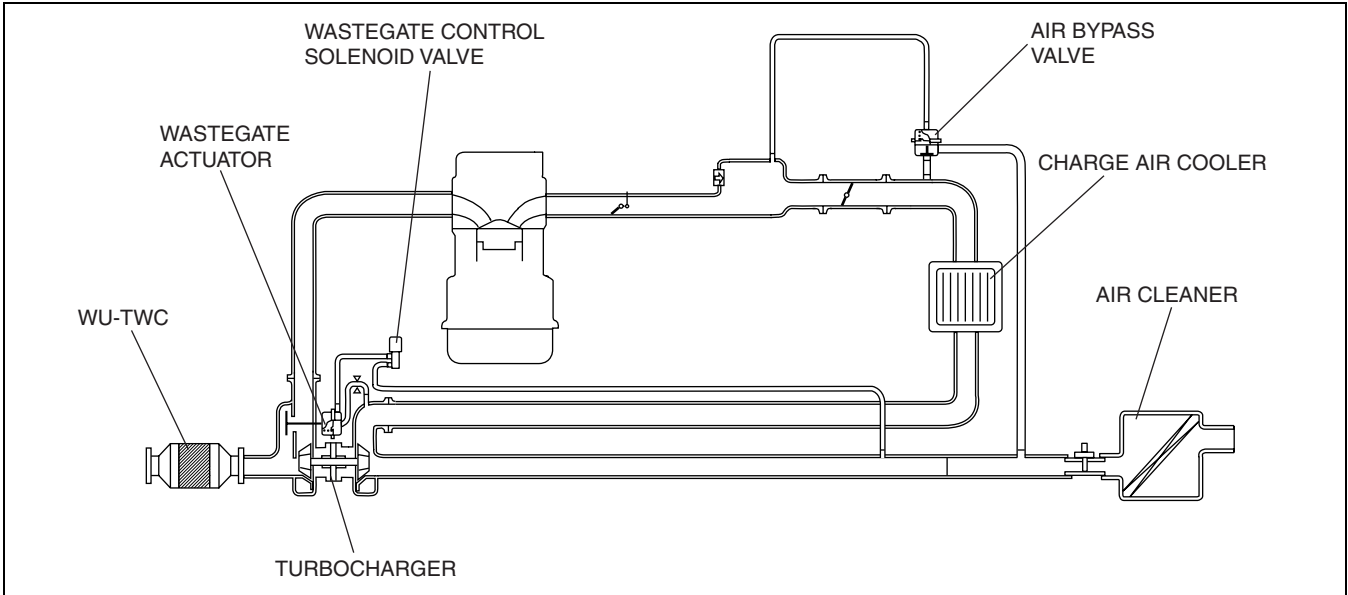 WASTEGATE CONTROL
SOLENOID VALVE
AIR BYPASS
VALVE
WASTEGATE
ACTUATOR
CHARGE AIR COOLER
AIR CLEANER
WU-TWC
TURBOCHARGER